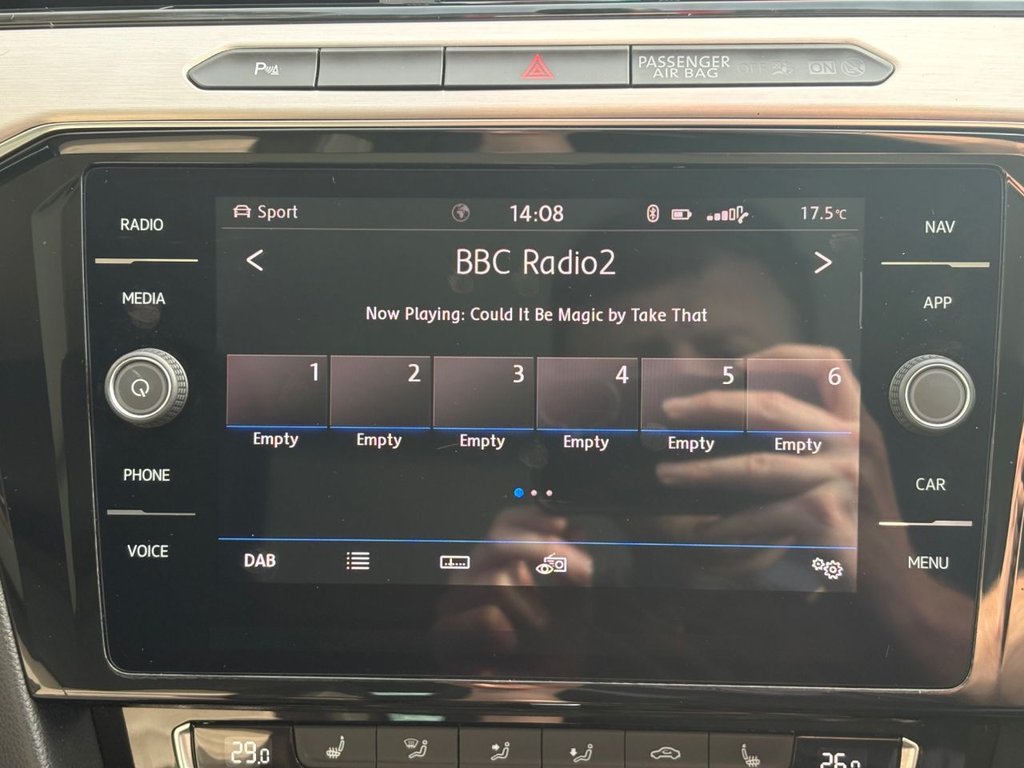 P
PASSENGER
AIR BAG OFF ON
RADIO
MEDIA
PHONE
VOICE
Sport 14:08 17.5°C
< BBC Radio2 >
Now Playing: Could It Be Magic by Take That
1 2 3 4 5 6
Empty Empty Empty Empty Empty Empty
DAB
NAV
APP
CAR
MENU
29.0 26.0